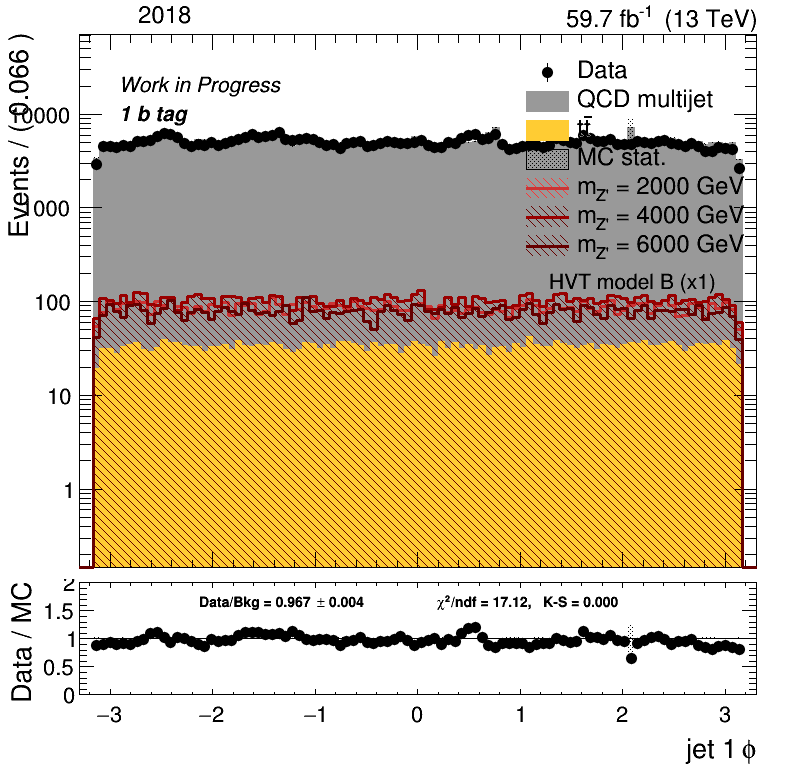 2018
59.7 fb⁻¹ (13 TeV)
Events / ( 0.066 )
Work in Progress
1 b tag
Data
QCD multijet
tt̄
MC stat.
m_Z' = 2000 GeV
m_Z' = 4000 GeV
m_Z' = 6000 GeV
HVT model B (x1)
10000
1000
100
10
1
Data / MC
Data/Bkg = 0.967 ± 0.004
χ²/ndf = 17.12, K-S = 0.000
2
1.5
1
0.5
0
−3 −2 −1 0 1 2 3
jet 1 ϕ